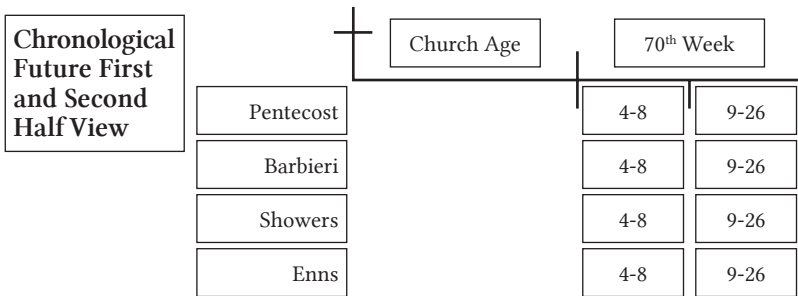 Chronological
Future First
and Second
Half View
Church Age
70th Week
Pentecost 4-8 9-26
Barbieri 4-8 9-26
Showers 4-8 9-26
Enns 4-8 9-26